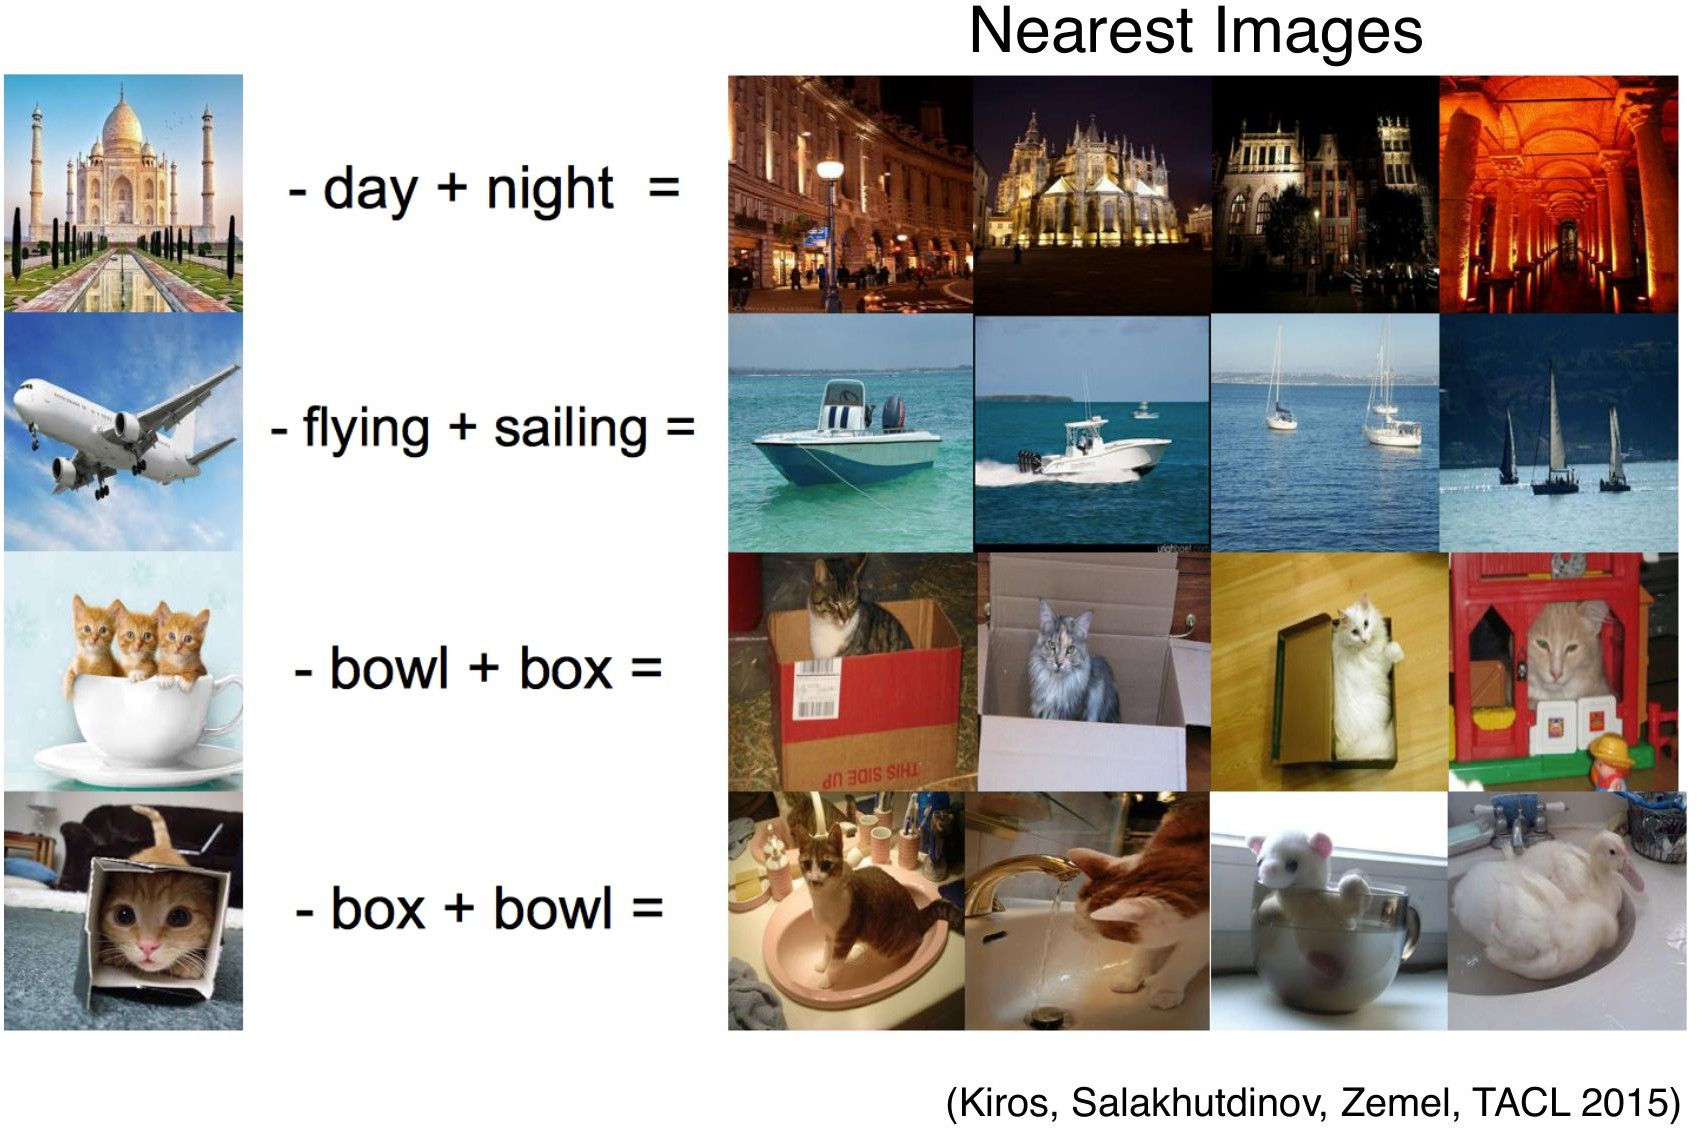 Nearest Images
- day + night =
- flying + sailing =
- bowl + box =
THIS SIDE UP
- box + bowl =
(Kiros, Salakhutdinov, Zemel, TACL 2015)